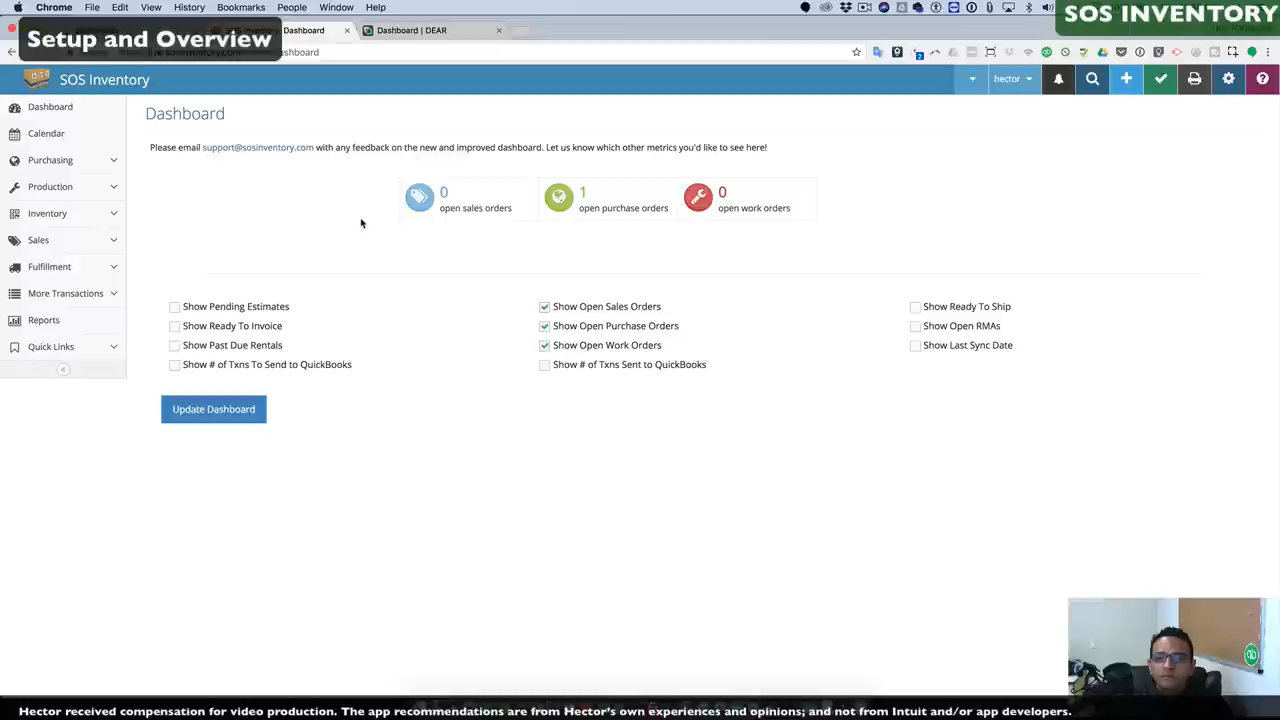 Chrome File Edit View History Bookmarks People Window Help
SOS INVENTORY
Setup and Overview
Dashboard
Dashboard | DEAR
SOS Inventory
hector
Dashboard
Calendar
Purchasing
Production
Inventory
Sales
Fulfillment
More Transactions
Reports
Quick Links
Dashboard
Please email support@sosinventory.com with any feedback on the new and improved dashboard. Let us know which other metrics you'd like to see here!
0
open sales orders
1
open purchase orders
0
open work orders
Show Pending Estimates
Show Open Sales Orders
Show Ready To Ship
Show Ready To Invoice
Show Open Purchase Orders
Show Open RMAs
Show Past Due Rentals
Show Open Work Orders
Show Last Sync Date
Show # of Txns To Send to QuickBooks
Show # of Txns Sent to QuickBooks
Update Dashboard
Hector received compensation for video production. The app recommendations are from Hector's own experiences and opinions; and not from Intuit and/or app developers.